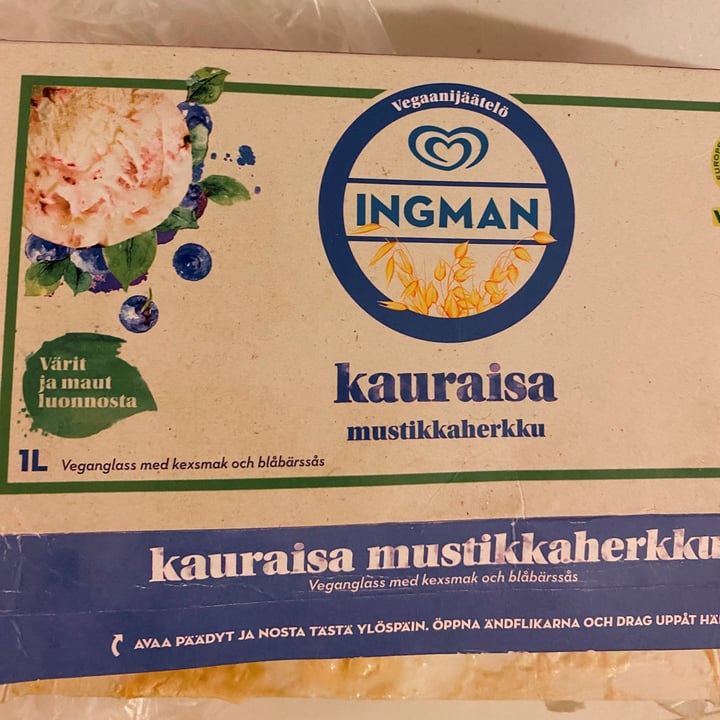 Vegaanijäätelö
INGMAN
kauraisa
mustikkaherkku
Värit
ja maut
luonnosta
1L Veganglass med kexsmak och blåbärssås
kauraisa mustikkaherkku
Veganglass med kexsmak och blåbärssås
AVAA PÄÄDYT JA NOSTA TÄSTÄ YLÖSPÄIN. ÖPPNA ÄNDFLIKARNA OCH DRAG UPPÅT